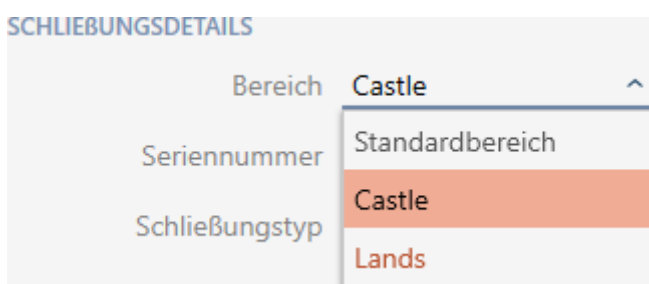 SCHLIEẞUNGSDETAILS
Bereich Castle
Standardbereich
Seriennummer
Castle
Schließungstyp
Lands